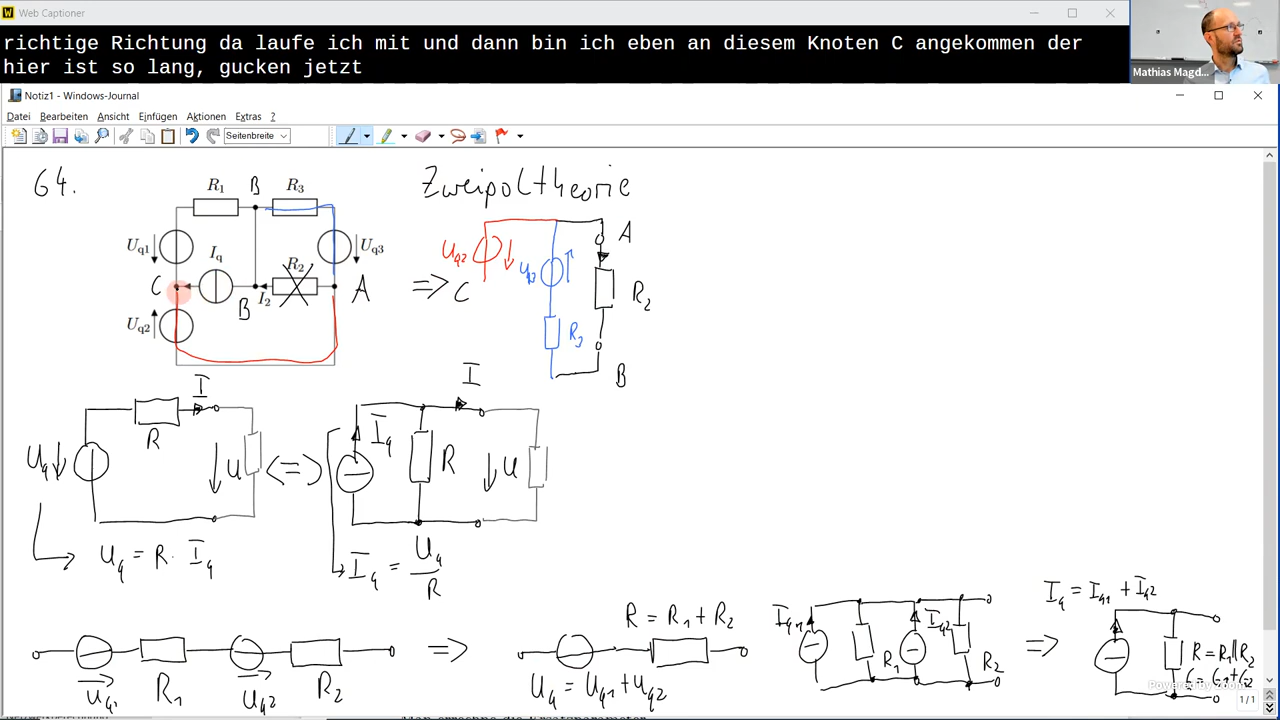 Web Captioner
richtige Richtung da laufe ich mit und dann bin ich eben an diesem Knoten C angekommen der
hier ist so lang, gucken jetzt
Mathias Magd...
Notiz1 - Windows-Journal
Datei Bearbeiten Ansicht Einfügen Aktionen Extras ?
Seitenbreite
64.
R1 B R3
Uq1 Iq R2 Uq3
C B I2 A
Uq2
Zweipoltheorie
Uq2 Uq3 A
=> C R2
R3
B
I
R
Uq U
<=>
Uq = R · Iq
I
Iq R U
Iq = Uq / R
Uq1 R1 Uq2 R2
=>
R = R1 + R2
Uq = Uq1 + Uq2
Iq1 R1 Iq2 R2
=>
Iq = Iq1 + Iq2
R = R1 || R2
G = G1 + G2
Powered by Zoom
1/1